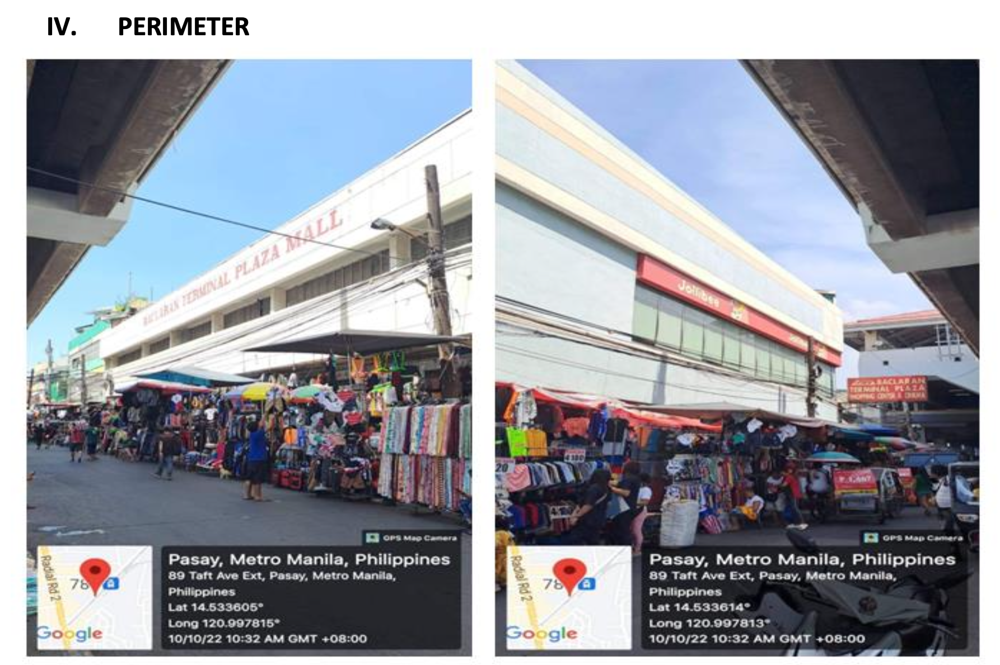 IV. PERIMETER
BACLARAN TERMINAL PLAZA MALL
GPS Map Camera
Radial Rd 2
78
Google
Pasay, Metro Manila, Philippines
89 Taft Ave Ext, Pasay, Metro Manila,
Philippines
Lat 14.533605°
Long 120.997815°
10/10/22 10:32 AM GMT +08:00
Jollibee
BACLARAN
TERMINAL PLAZA
SHOPPING CENTER & CINEMA
4 180
20
GPS Map Camera
Radial Rd 2
78
Google
Pasay, Metro Manila, Philippines
89 Taft Ave Ext, Pasay, Metro Manila,
Philippines
Lat 14.533614°
Long 120.997813°
10/10/22 10:32 AM GMT +08:00